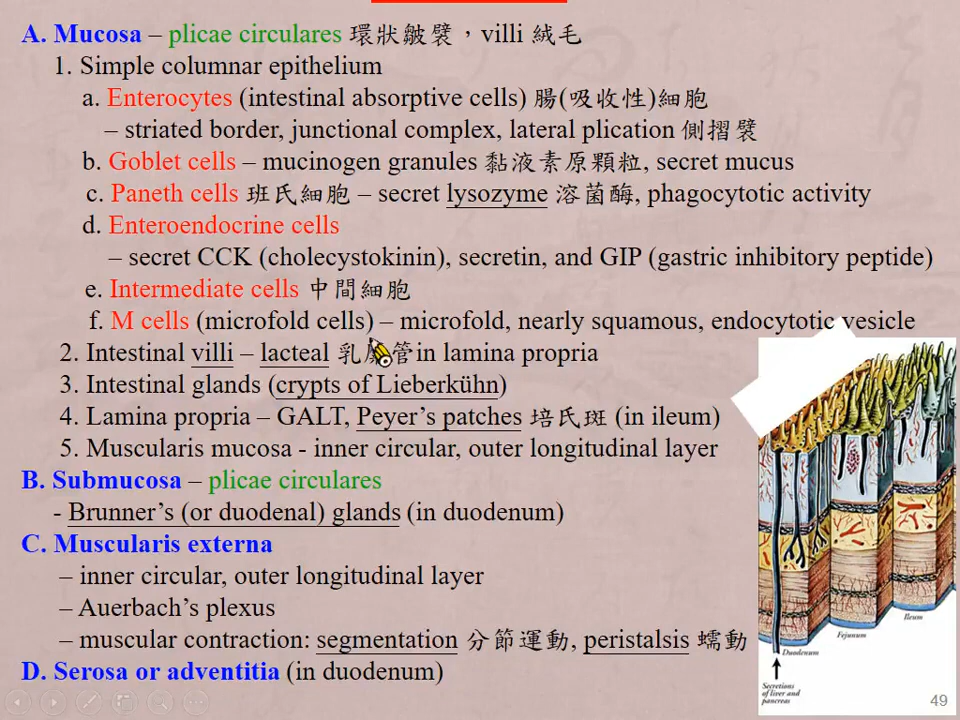 A. Mucosa – plicae circulares 環狀皺襞，villi 絨毛
1. Simple columnar epithelium
a. Enterocytes (intestinal absorptive cells) 腸(吸收性)細胞
– striated border, junctional complex, lateral plication 側摺襞
b. Goblet cells – mucinogen granules 黏液素原顆粒, secret mucus
c. Paneth cells 班氏細胞 – secret lysozyme 溶菌酶, phagocytotic activity
d. Enteroendocrine cells
– secret CCK (cholecystokinin), secretin, and GIP (gastric inhibitory peptide)
e. Intermediate cells 中間細胞
f. M cells (microfold cells) – microfold, nearly squamous, endocytotic vesicle
2. Intestinal villi – lacteal 乳管 in lamina propria
3. Intestinal glands (crypts of Lieberkühn)
4. Lamina propria – GALT, Peyer’s patches 培氏斑 (in ileum)
5. Muscularis mucosa - inner circular, outer longitudinal layer
B. Submucosa – plicae circulares
- Brunner’s (or duodenal) glands (in duodenum)
C. Muscularis externa
– inner circular, outer longitudinal layer
– Auerbach’s plexus
– muscular contraction: segmentation 分節運動, peristalsis 蠕動
D. Serosa or adventitia (in duodenum)
Ileum
Jejunum
Duodenum
Secretions
of liver and
pancreas
49